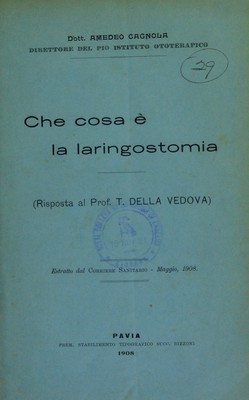 Dott. AMEDEO CAGNOLA
DIRETTORE DEL PIO ISTITUTO OTOTERAPICO
29
Che cosa è
la laringostomia
(Risposta al Prof. T. DELLA VEDOVA)
Estratto dal CORRIERE SANITARIO - Maggio, 1908.
PAVIA
PREM. STABILIMENTO TIPOGRAFICO SUCC. BIZZONI
1908